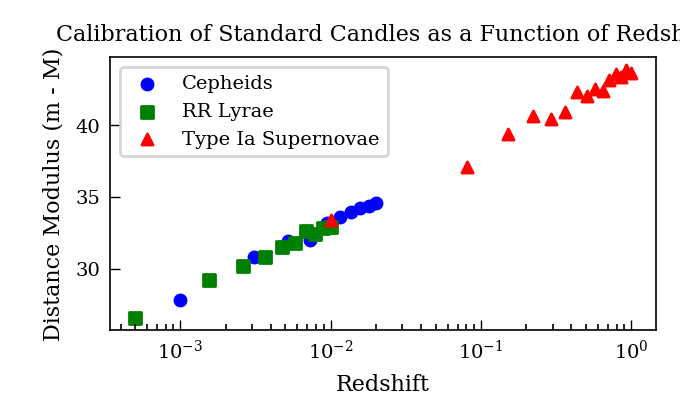 Calibration of Standard Candles as a Function of Redsh
Distance Modulus (m - M)
Cepheids
RR Lyrae
Type Ia Supernovae
40
35
30
10⁻³ 10⁻² 10⁻¹ 10⁰
Redshift